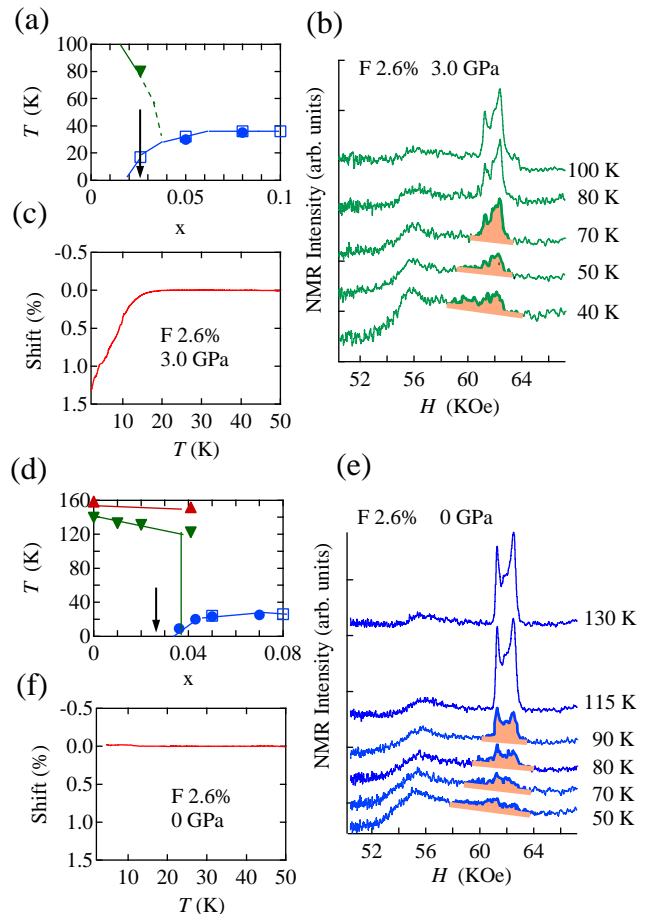 (a)
100
80
60
40
20
0
T (K)
0
0.05
0.1
x
(b)
F 2.6% 3.0 GPa
NMR Intensity (arb. units)
100 K
80 K
70 K
50 K
40 K
52
56
60
64
H (KOe)
(c)
-0.5
0.0
0.5
1.0
1.5
Shift (%)
F 2.6%
3.0 GPa
10
20
30
40
50
T (K)
(d)
160
120
80
40
0
T (K)
0
0.04
0.08
x
(e)
F 2.6% 0 GPa
NMR Intensity (arb. units)
130 K
115 K
90 K
80 K
70 K
50 K
52
56
60
64
H (KOe)
(f)
-0.5
0.0
0.5
1.0
1.5
Shift (%)
F 2.6%
0 GPa
10
20
30
40
50
T (K)